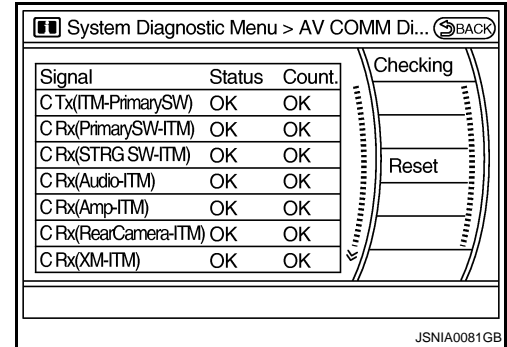 System Diagnostic Menu > AV COMM Di... BACK
Signal Status Count.
C Tx(ITM-PrimarySW) OK OK
C Rx(PrimarySW-ITM) OK OK
C Rx(STRG SW-ITM) OK OK
C Rx(Audio-ITM) OK OK
C Rx(Amp-ITM) OK OK
C Rx(RearCamera-ITM) OK OK
C Rx(XM-ITM) OK OK
Checking
Reset
JSNIA0081GB